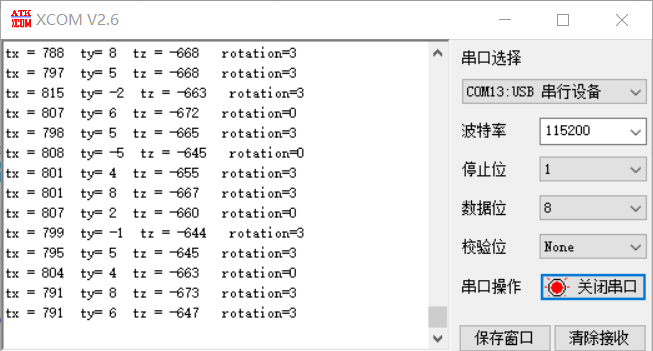 ATK XCOM XCOM V2.6
tx = 788 ty= 8 tz = -668 rotation=3
tx = 797 ty= 5 tz = -668 rotation=3
tx = 815 ty= -2 tz = -663 rotation=3
tx = 807 ty= 6 tz = -672 rotation=0
tx = 798 ty= 5 tz = -665 rotation=3
tx = 808 ty= -5 tz = -645 rotation=0
tx = 801 ty= 4 tz = -655 rotation=3
tx = 801 ty= 8 tz = -667 rotation=3
tx = 807 ty= 2 tz = -660 rotation=0
tx = 799 ty= -1 tz = -644 rotation=3
tx = 795 ty= 5 tz = -645 rotation=3
tx = 804 ty= 4 tz = -663 rotation=0
tx = 791 ty= 8 tz = -673 rotation=3
tx = 791 ty= 6 tz = -647 rotation=3
串口选择
COM13:USB 串行设备
波特率 115200
停止位 1
数据位 8
校验位 None
串口操作 关闭串口
保存窗口 清除接收